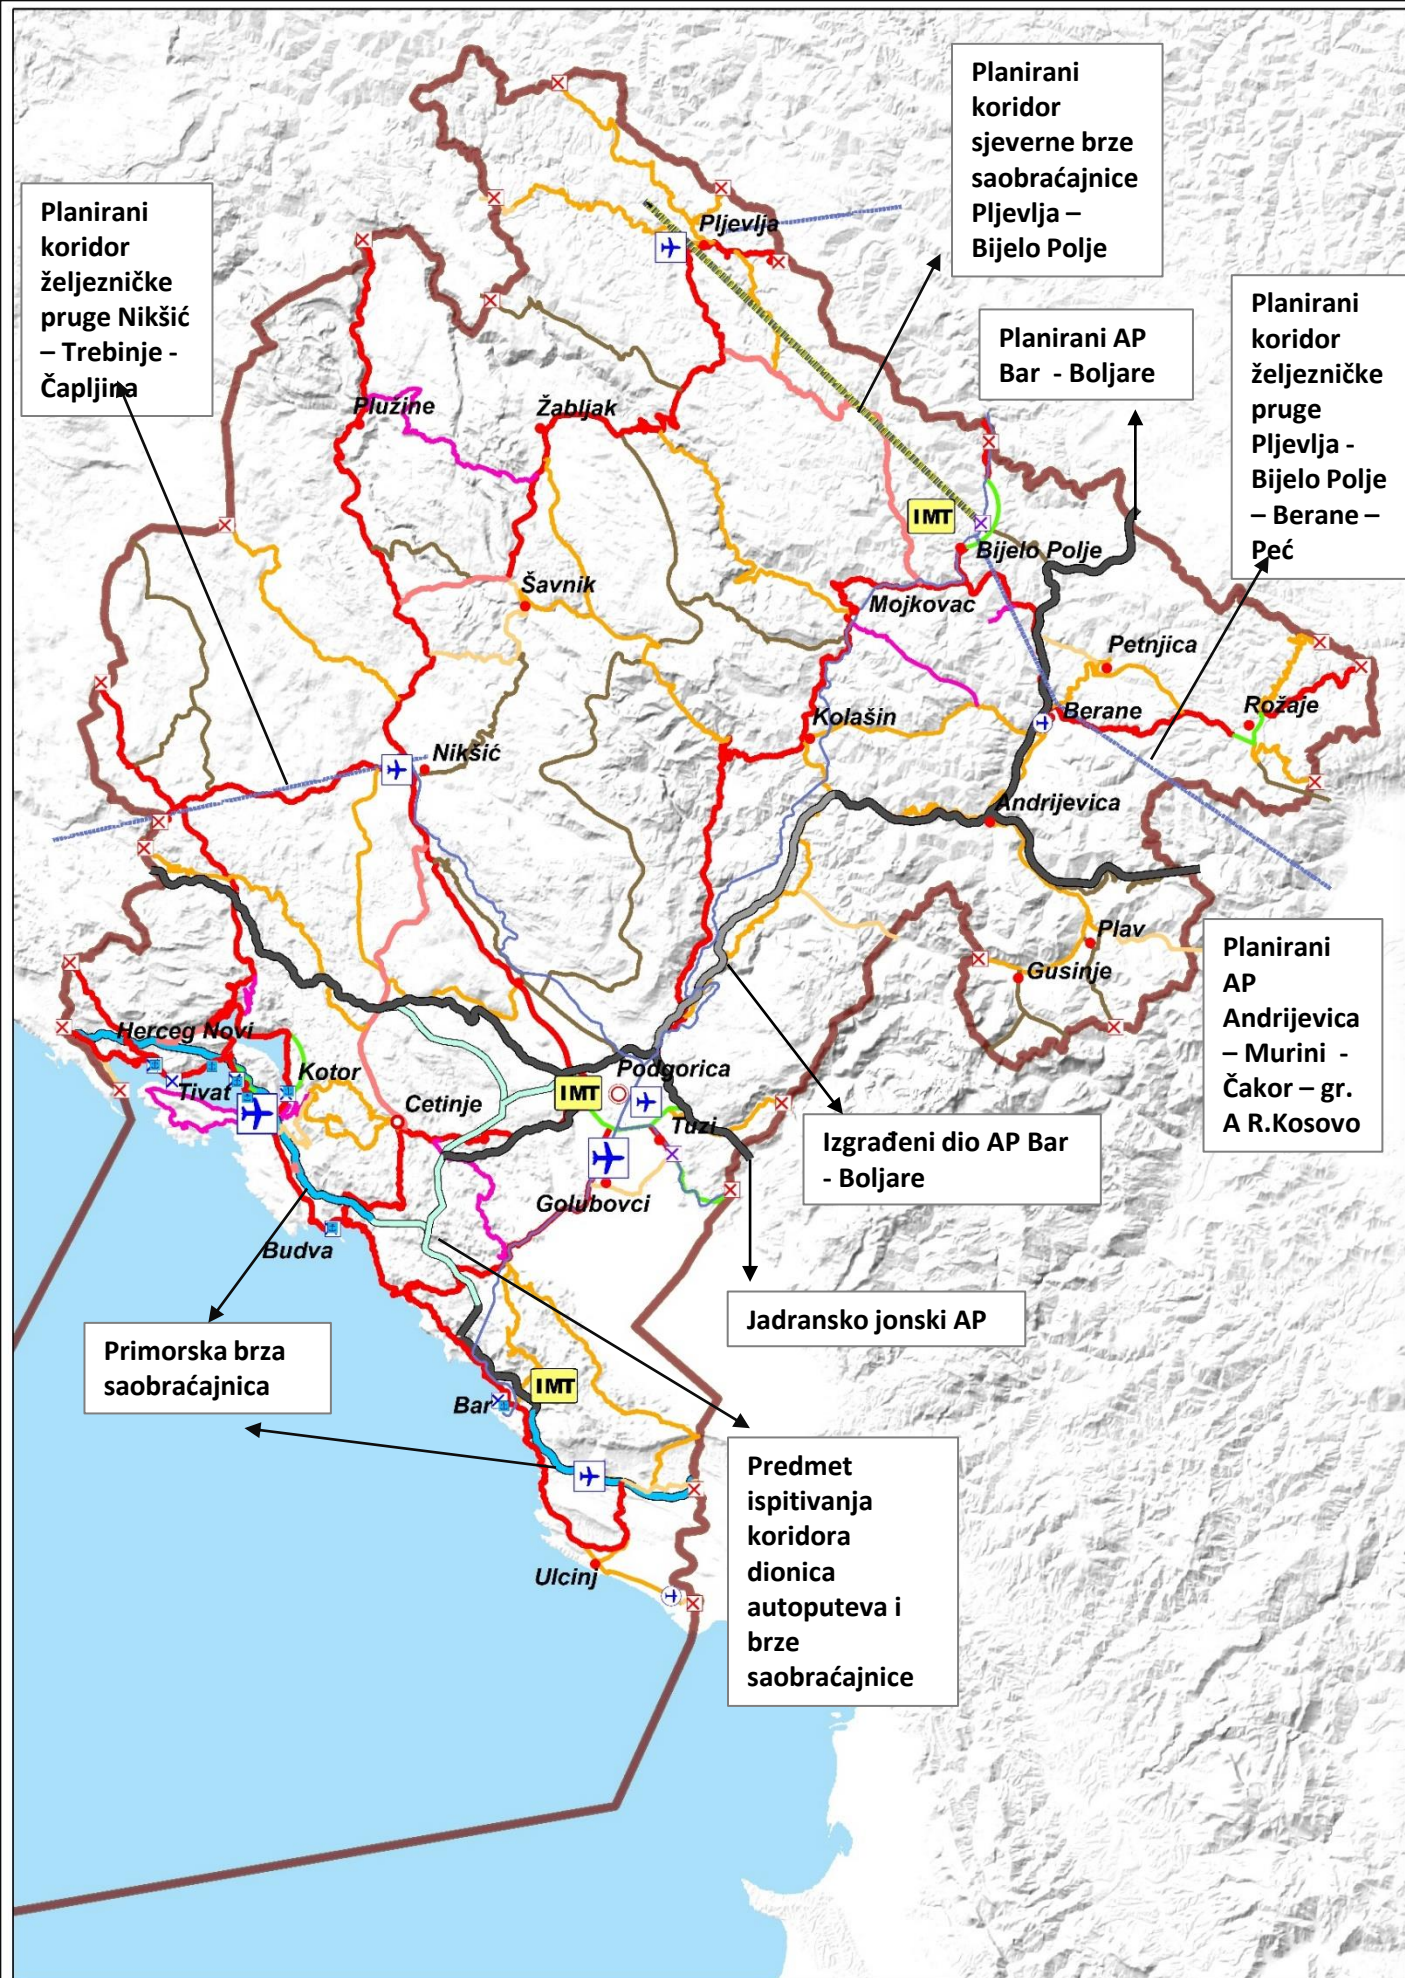 Planirani
koridor
sjeverne brze
saobraćajnice
Pljevlja –
Bijelo Polje
Planirani
koridor
željezničke
pruge Nikšić
– Trebinje -
Čapljina
Planirani AP
Bar - Boljare
Planirani
koridor
željezničke
pruge
Pljevlja -
Bijelo Polje
– Berane –
Peć
Pljevlja
Plužine
Žabljak
IMT
Bijelo Polje
Šavnik
Mojkovac
Petnjica
Kolašin
Berane
Rožaje
Nikšić
Andrijevica
Plav
Gusinje
Planirani
AP
Andrijevica
– Murini -
Čakor – gr.
A R.Kosovo
Herceg Novi
Kotor
Tivat
Cetinje
IMT
Podgorica
Tuzi
Izgrađeni dio AP Bar
- Boljare
Golubovci
Budva
Jadransko jonski AP
Primorska brza
saobraćajnica
IMT
Bar
Predmet
ispitivanja
koridora
dionica
autoputeva i
brze
saobraćajnice
Ulcinj